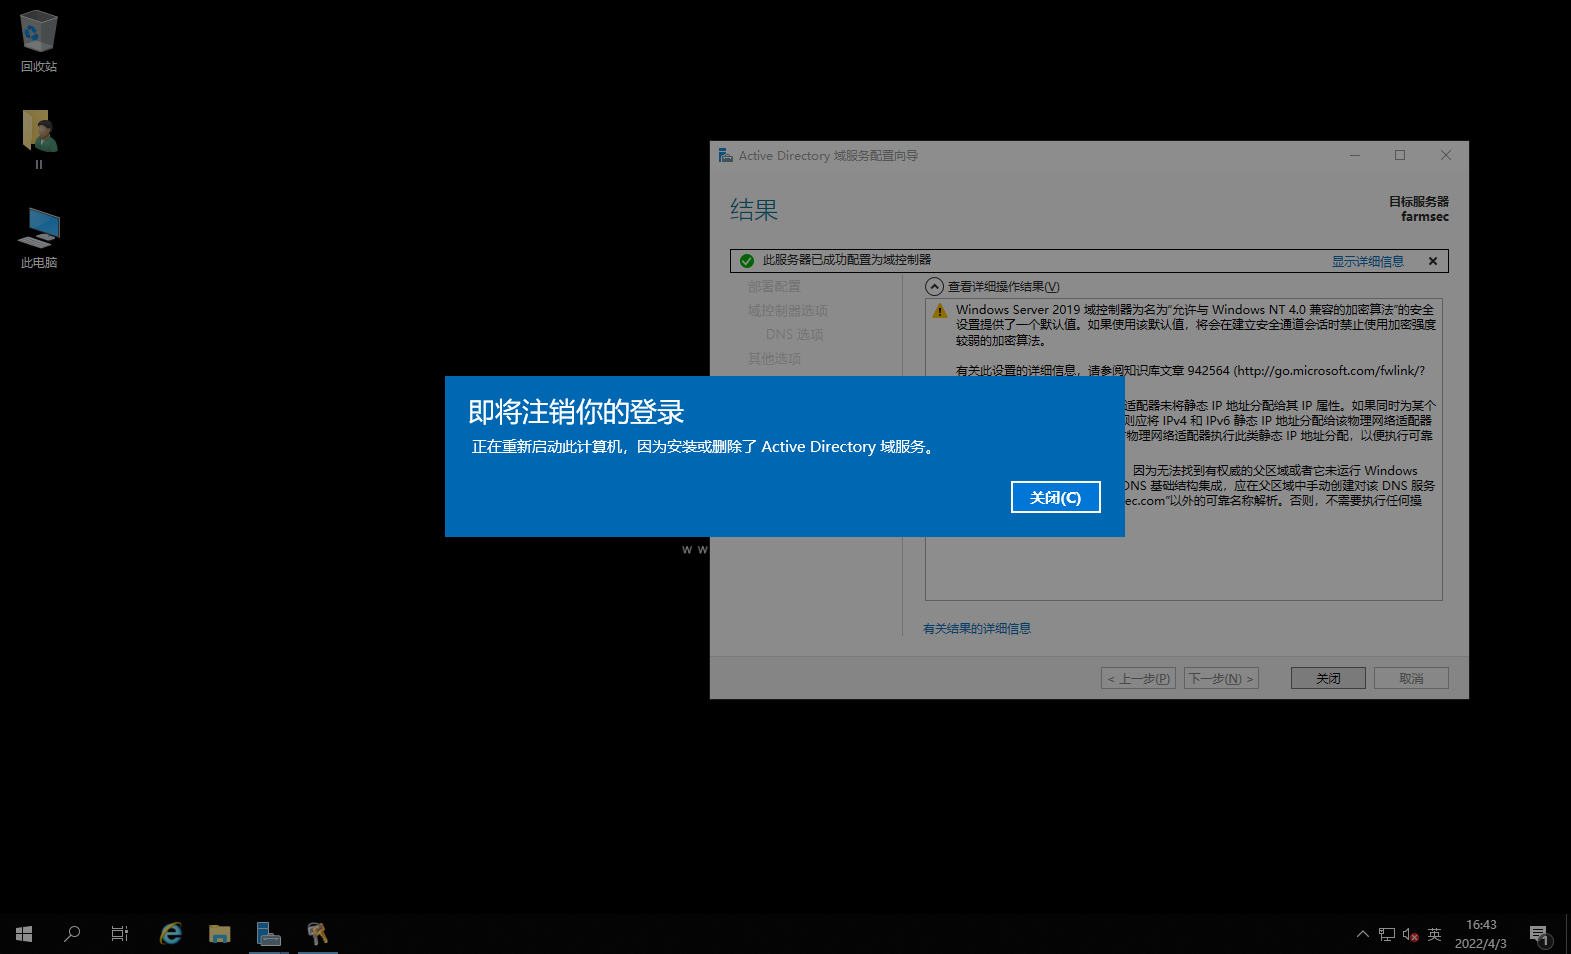 回收站
II
此电脑
Active Directory 域服务配置向导
结果
目标服务器
farmsec
此服务器已成功配置为域控制器
显示详细信息
部署配置
域控制器选项
DNS 选项
其他选项
查看详细操作结果(V)
Windows Server 2019 域控制器为名为“允许与 Windows NT 4.0 兼容的加密算法”的安全
设置提供了一个默认值。如果使用该默认值，将会在建立安全通道会话时禁止使用加密强度
较弱的加密算法。
有关此设置的详细信息，请参阅知识库文章 942564 (http://go.microsoft.com/fwlink/?
适配器未将静态 IP 地址分配给其 IP 属性。如果同时为某个
则应将 IPv4 和 IPv6 静态 IP 地址分配给该物理网络适配器
物理网络适配器执行此类静态 IP 地址分配，以便执行可靠
因为无法找到有权威的父区域或者它未运行 Windows
DNS 基础结构集成，应在父区域中手动创建对该 DNS 服务
ec.com”以外的可靠名称解析。否则，不需要执行任何操
即将注销你的登录
正在重新启动此计算机，因为安装或删除了 Active Directory 域服务。
关闭(C)
w w
有关结果的详细信息
< 上一步(P)
下一步(N) >
关闭
取消
英
16:43
2022/4/3
1